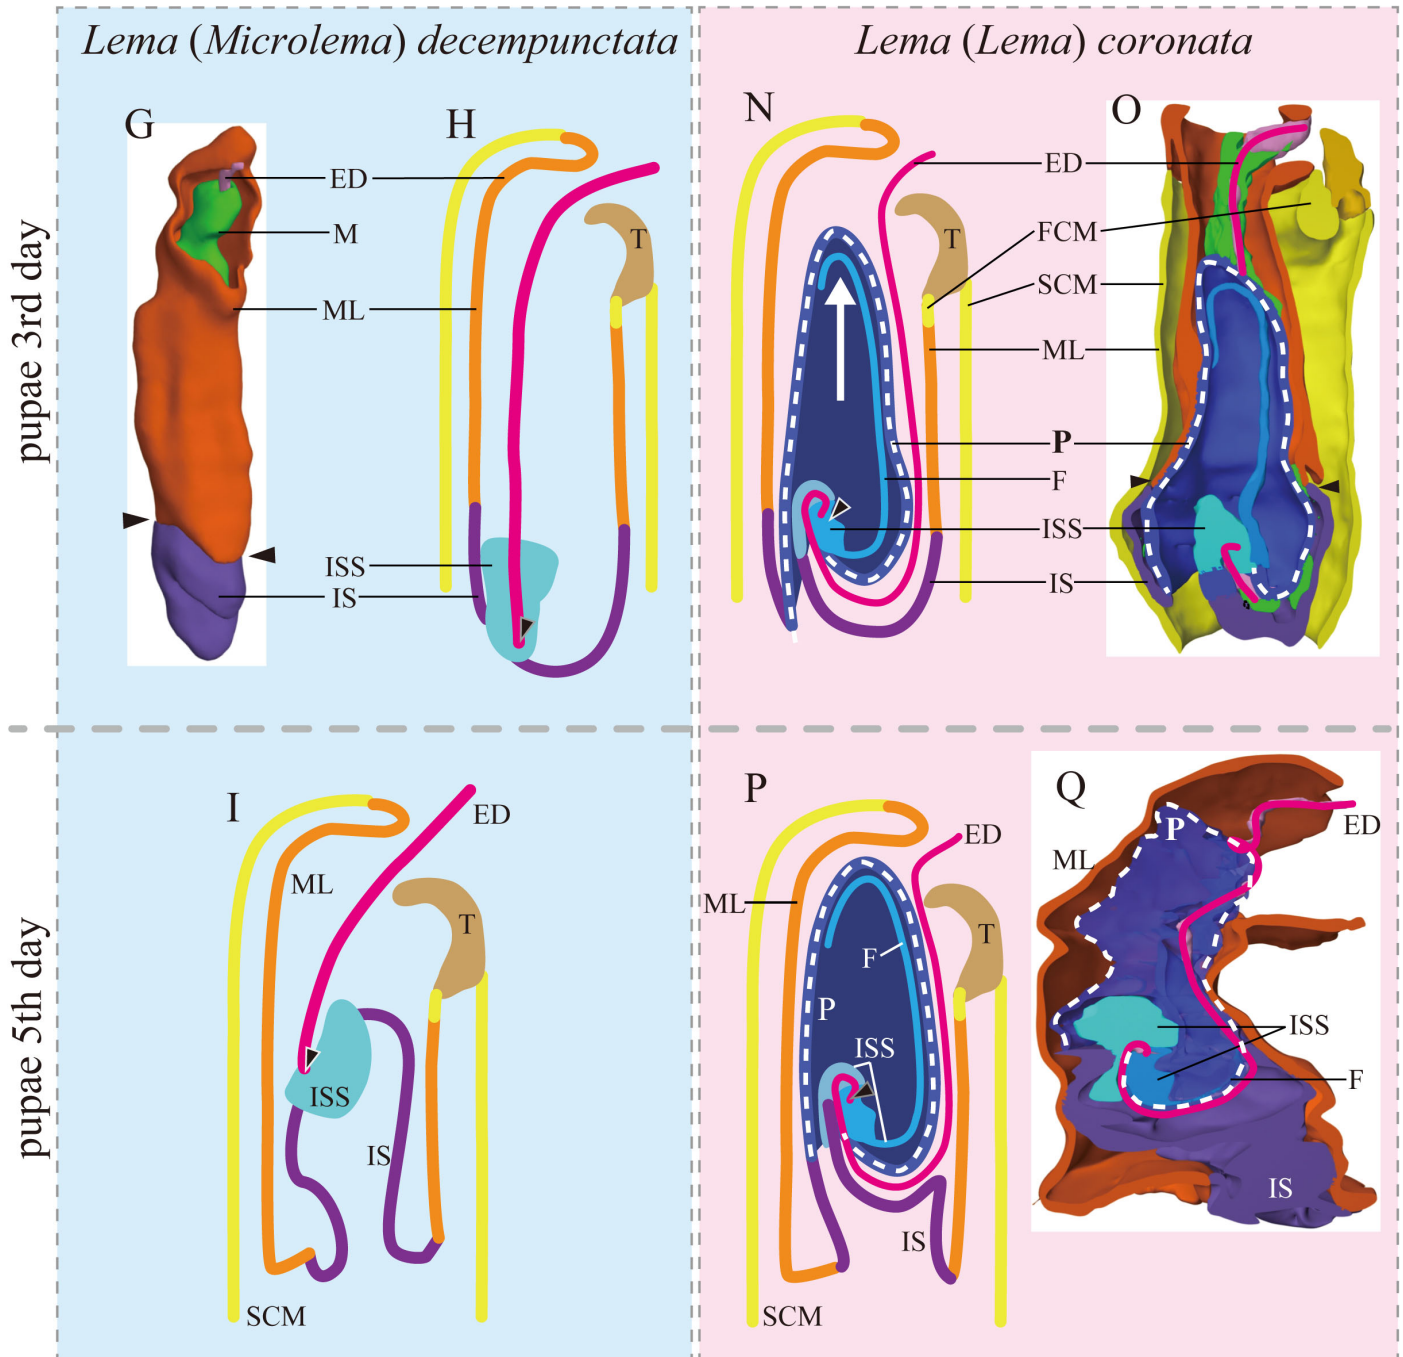 Lema (Microlema) decempunctata
Lema (Lema) coronata
pupae 3rd day
G
H
ED
M
ML
ISS
IS
T
N
O
ED
FCM
SCM
ML
P
F
ISS
IS
T
pupae 5th day
I
ED
ML
T
ISS
IS
SCM
P
ED
ML
T
F
P
ISS
IS
SCM
Q
P
ED
ML
ISS
F
IS